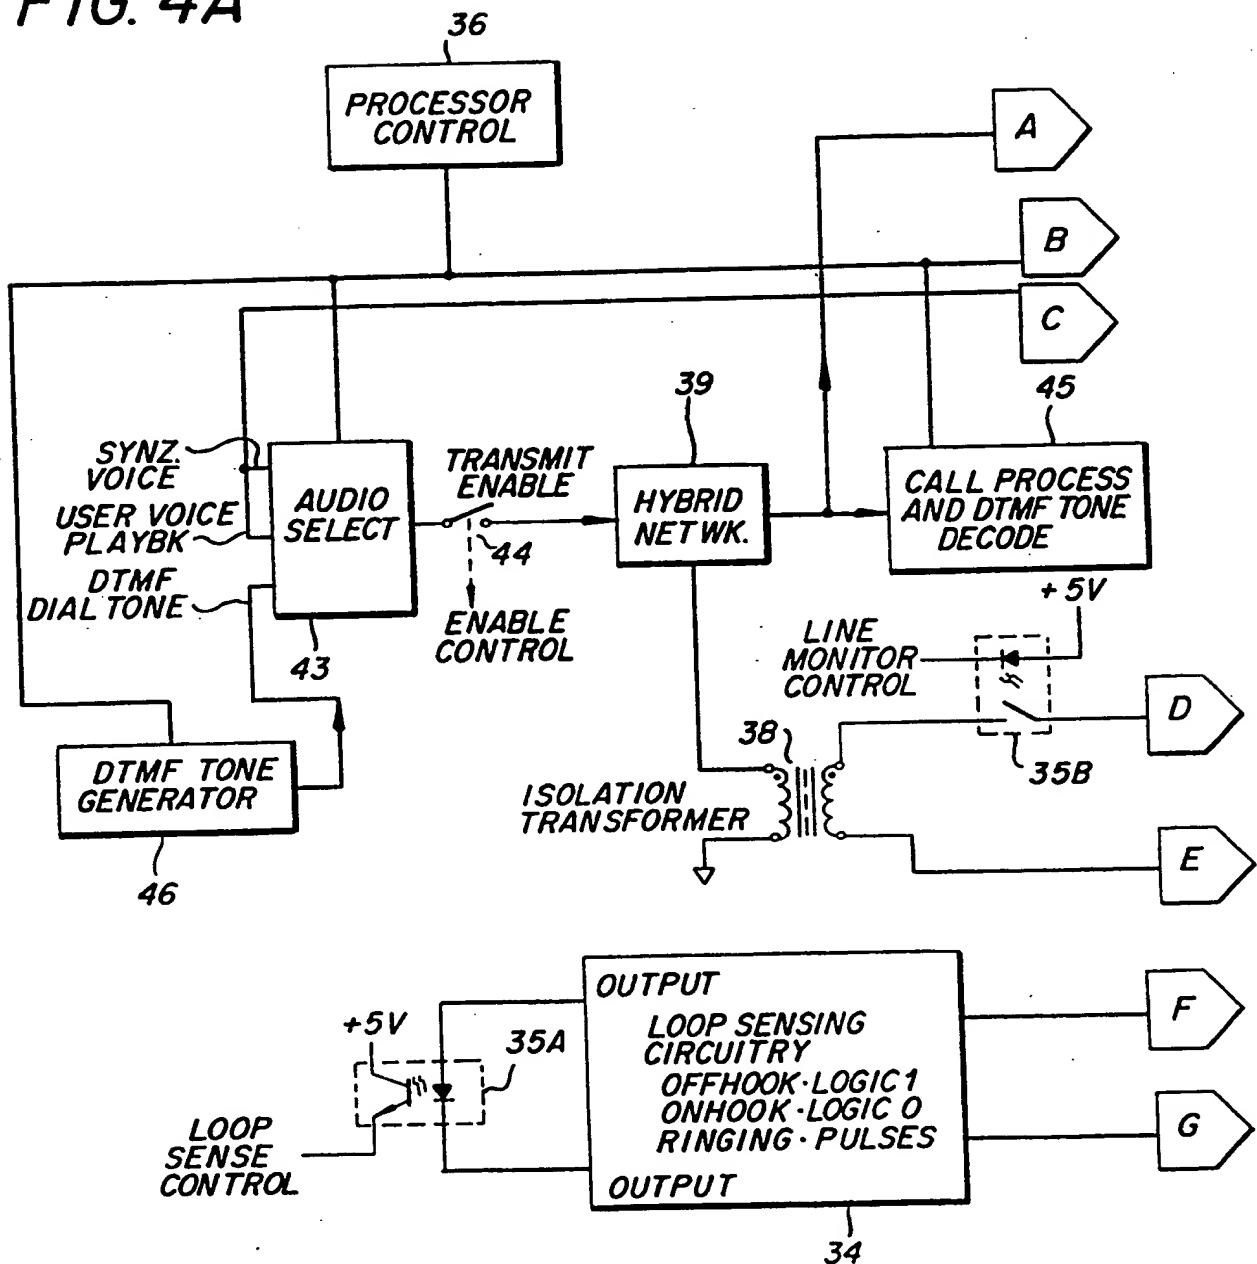 FIG. 4A
36
PROCESSOR
CONTROL
A
B
C
39
45
SYNZ.
VOICE
USER VOICE
PLAYBK
DTMF
DIAL TONE
AUDIO
SELECT
43
TRANSMIT
ENABLE
44
ENABLE
CONTROL
HYBRID
NETWK.
CALL PROCESS
AND DTMF TONE
DECODE
+5V
LINE
MONITOR
CONTROL
D
35B
38
ISOLATION
TRANSFORMER
DTMF TONE
GENERATOR
46
E
OUTPUT
LOOP SENSING
CIRCUITRY
OFFHOOK·LOGIC 1
ONHOOK·LOGIC 0
RINGING·PULSES
OUTPUT
34
+5V
35A
LOOP
SENSE
CONTROL
F
G